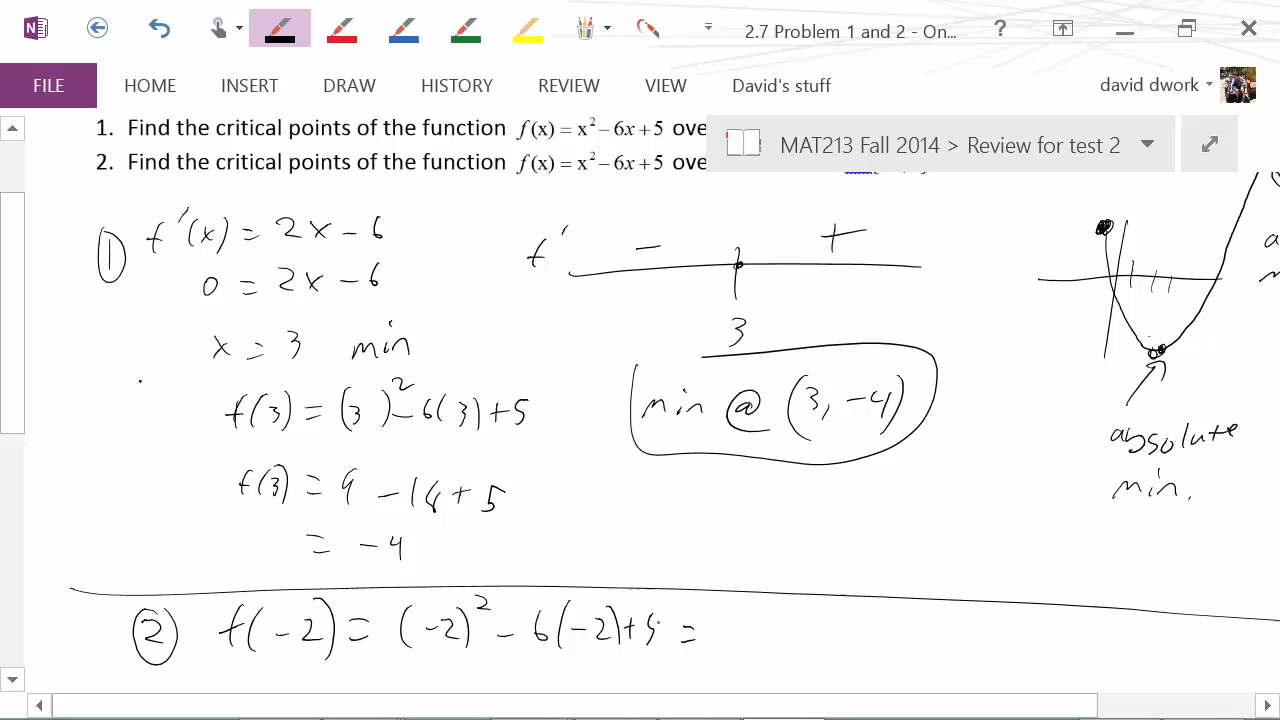 2.7 Problem 1 and 2 - On...
?
FILE HOME INSERT DRAW HISTORY REVIEW VIEW David's stuff
david dwork
1. Find the critical points of the function f(x) = x² − 6x + 5 ove
2. Find the critical points of the function f(x) = x² − 6x + 5 ove
MAT213 Fall 2014 > Review for test 2
① f'(x) = 2x − 6
0 = 2x − 6
x = 3 min
f(3) = (3)² − 6(3) + 5
f(3) = 9 − 18 + 5
= −4
f' − +
3
min @ (3, −4)
absolute
min.
② f(−2) = (−2)² − 6(−2) + 5 =